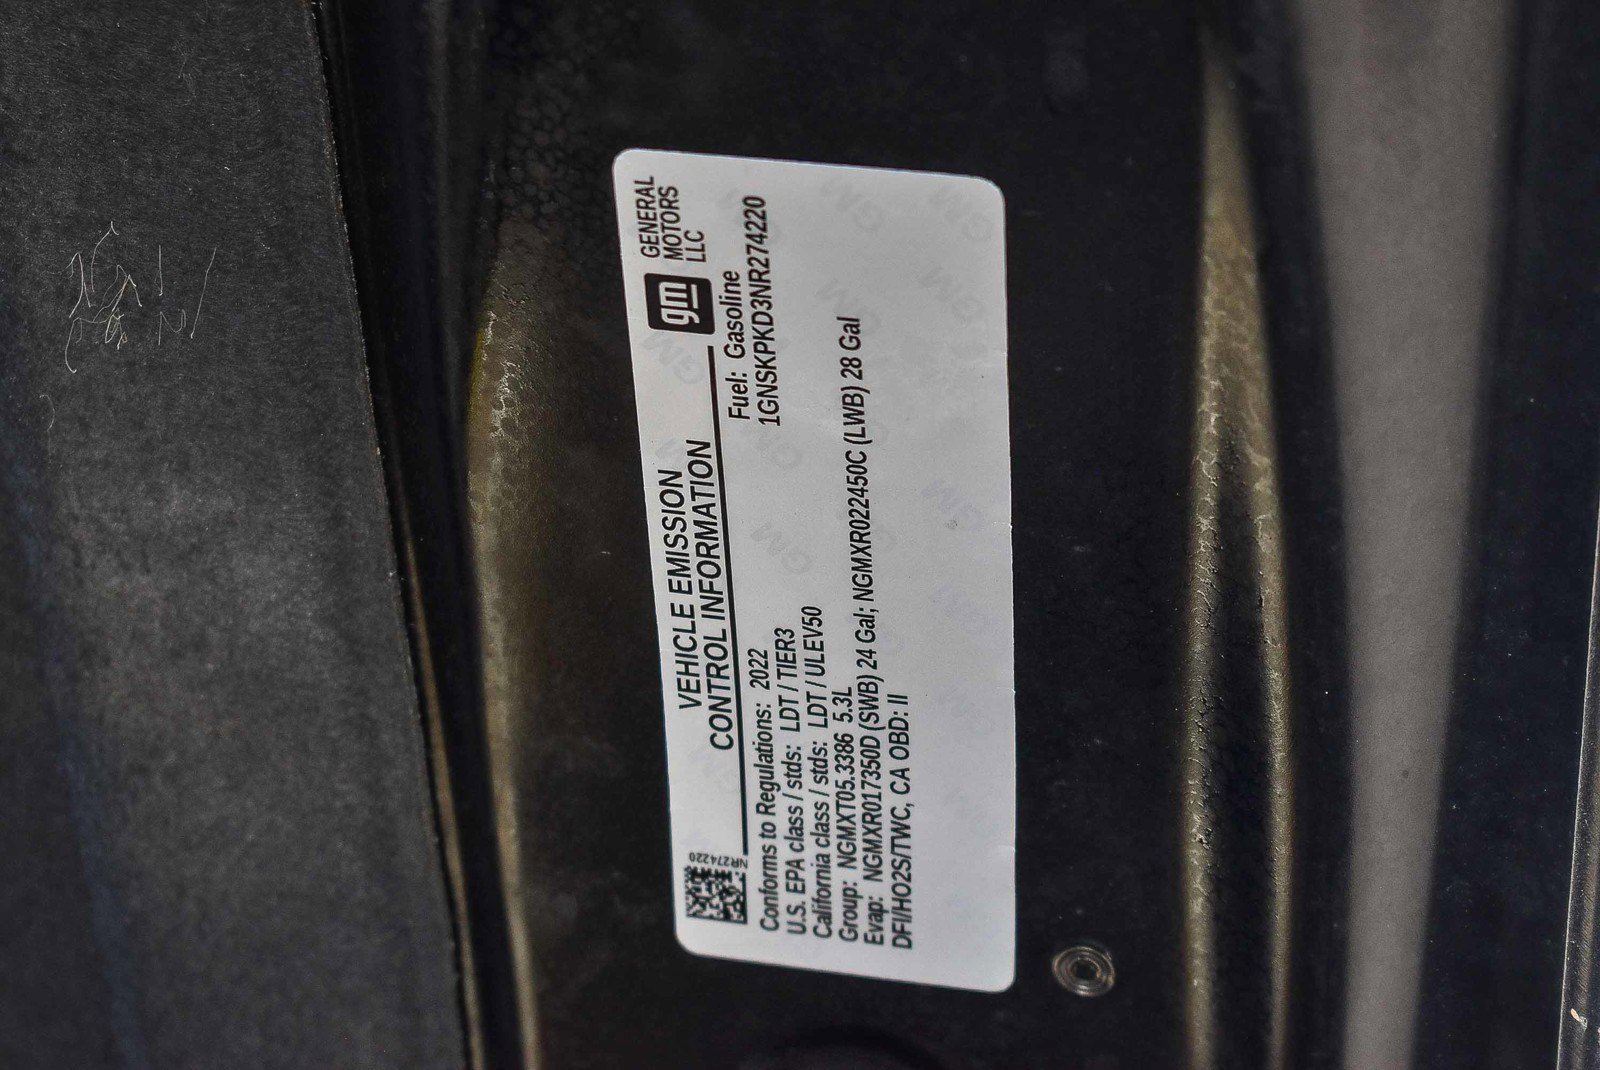 VEHICLE EMISSION
CONTROL INFORMATION
gm
GENERAL
MOTORS
LLC
NR274220
Fuel: Gasoline
1GNSKPKD3NR274220
Conforms to Regulations: 2022
U.S. EPA class / stds: LDT / TIER3
California class / stds: LDT / ULEV50
Group: NGMXT05.3386 5.3L
Evap: NGMXR017350D (SWB) 24 Gal; NGMXR022450C (LWB) 28 Gal
DFI/HO2S/TWC, CA OBD: II